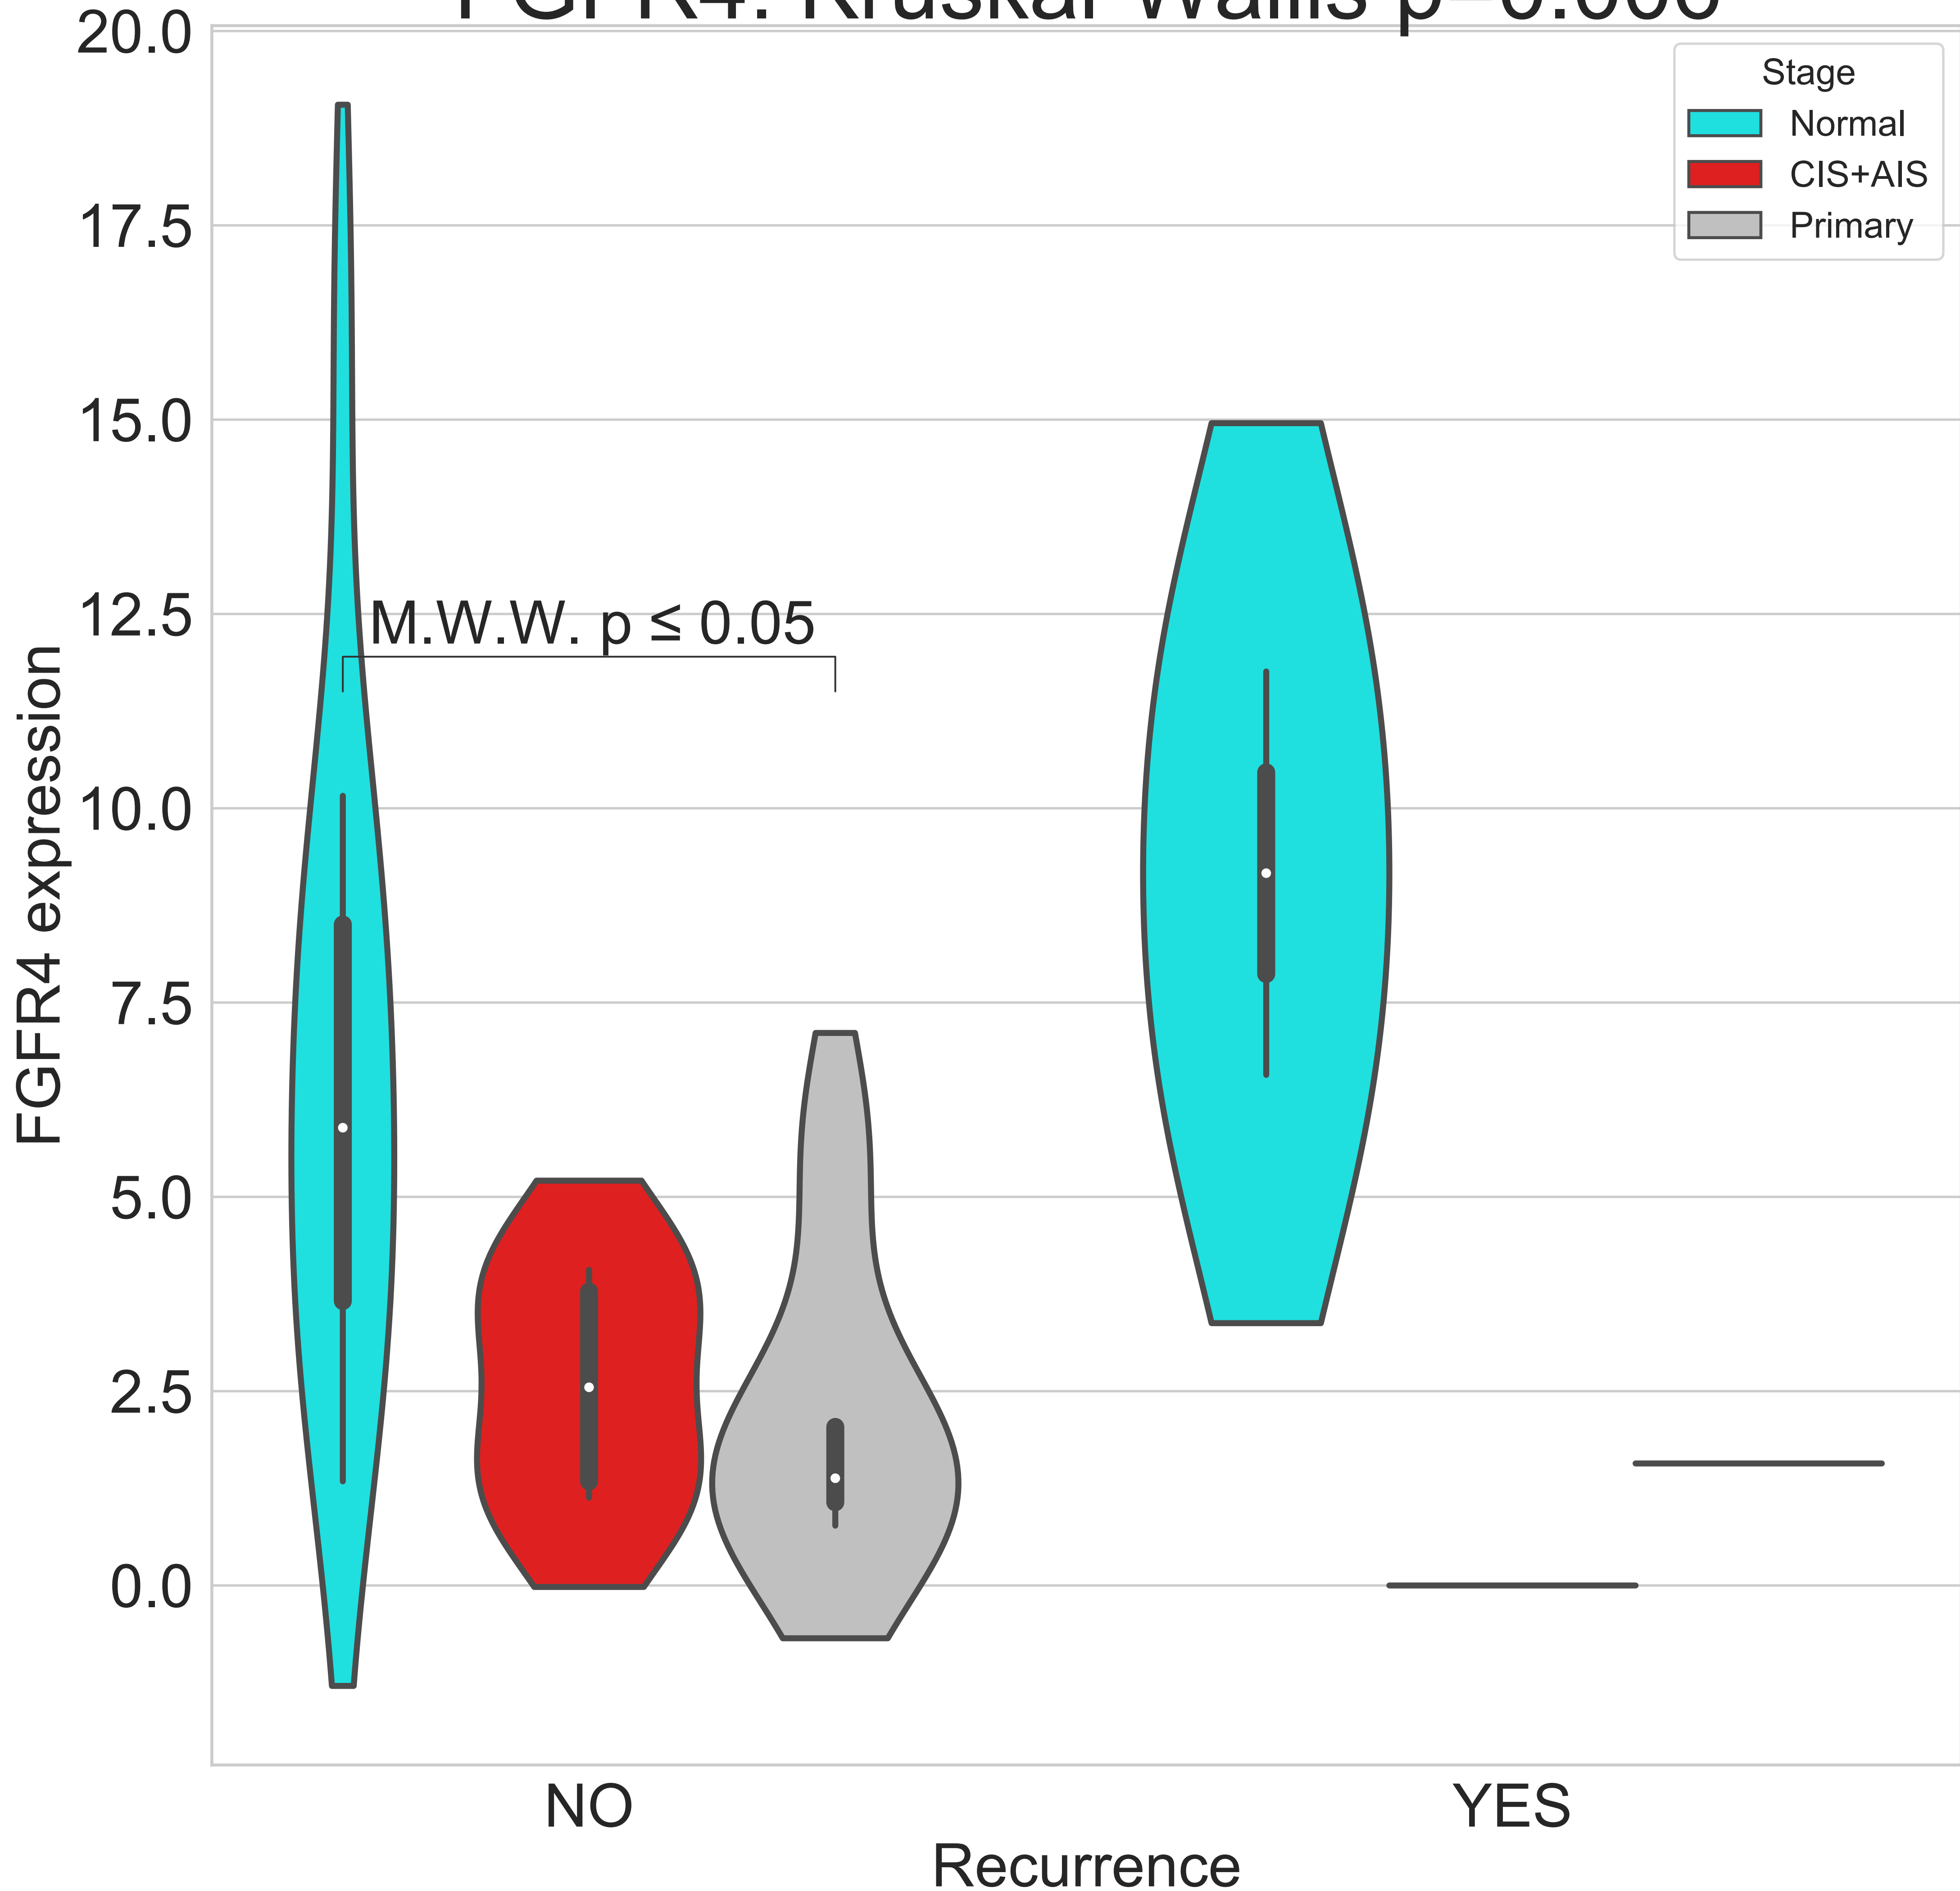 20.0
17.5
15.0
12.5
10.0
7.5
5.0
2.5
0.0
FGFR4 expression
Stage
Normal
CIS+AIS
Primary
M.W.W. p ≤ 0.05
NO
YES
Recurrence